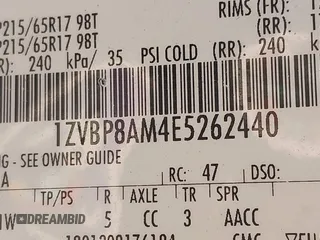 P215/65R17 98T RIMS (FR):
P215/65R17 98T (RR):
240 kPa/ 35 PSI COLD (RR): 240
1ZVBP8AM4E5262440
- SEE OWNER GUIDE
A RC: 47 DSO:
TP/PS R AXLE TR SPR
W 5 CC 3 AACC
DREAMBID